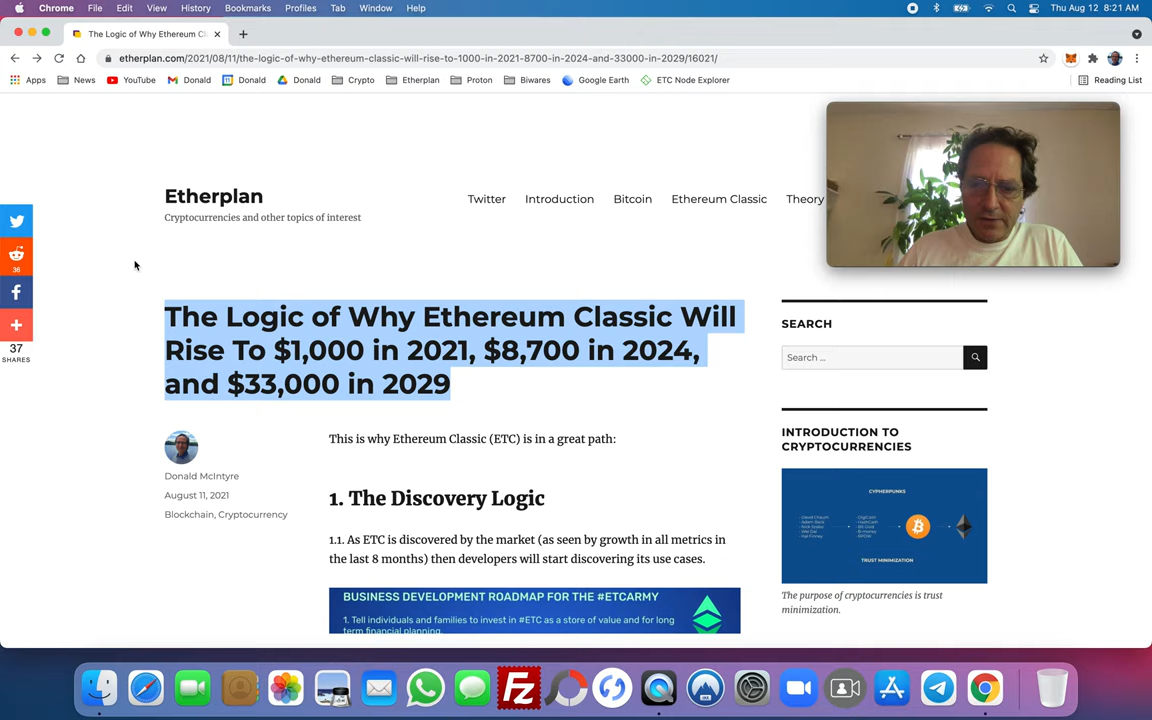 Chrome File Edit View History Bookmarks Profiles Tab Window Help Thu Aug 12 8:21 AM
The Logic of Why Ethereum Cl
etherplan.com/2021/08/11/the-logic-of-why-ethereum-classic-will-rise-to-1000-in-2021-8700-in-2024-and-33000-in-2029/16021/
Apps News YouTube Donald Donald Donald Crypto Etherplan Proton Biwares Google Earth ETC Node Explorer Reading List
Etherplan
Cryptocurrencies and other topics of interest
Twitter Introduction Bitcoin Ethereum Classic Theory
36
37
SHARES
The Logic of Why Ethereum Classic Will
Rise To $1,000 in 2021, $8,700 in 2024,
and $33,000 in 2029
Donald McIntyre
August 11, 2021
Blockchain, Cryptocurrency
This is why Ethereum Classic (ETC) is in a great path:
1. The Discovery Logic
1.1. As ETC is discovered by the market (as seen by growth in all metrics in
the last 8 months) then developers will start discovering its use cases.
BUSINESS DEVELOPMENT ROADMAP FOR THE #ETCARMY
1. Tell individuals and families to invest in #ETC as a store of value and for long
term financial planning.
SEARCH
Search ...
INTRODUCTION TO
CRYPTOCURRENCIES
CYPHERPUNKS
TRUST MINIMIZATION
The purpose of cryptocurrencies is trust
minimization.